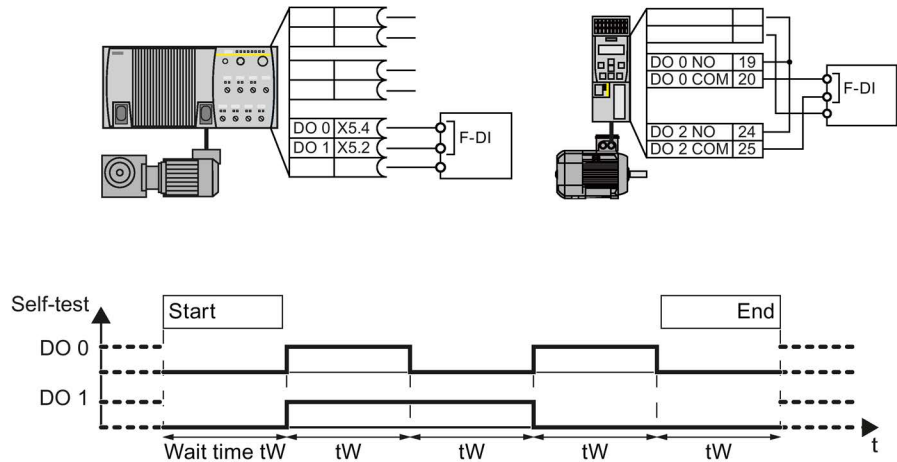 DO 0 X5.4
DO 1 X5.2
F-DI
DO 0 NO 19
DO 0 COM 20
DO 2 NO 24
DO 2 COM 25
F-DI
Self-test
Start
End
DO 0
DO 1
Wait time tW tW tW tW tW
t